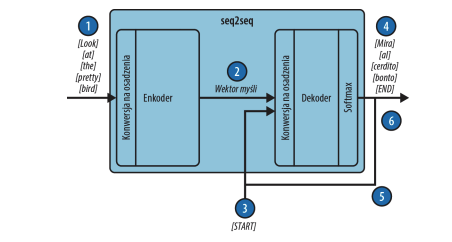 seq2seq
1
[Look]
[at]
[the]
[pretty]
[bird]
Konwersja na osadzenia
Enkoder
2
Wektor myśli
Konwersja na osadzenia
Dekoder
Softmax
4
[Mira]
[al]
[cerdito]
[bonto]
[END]
6
5
3
[START]